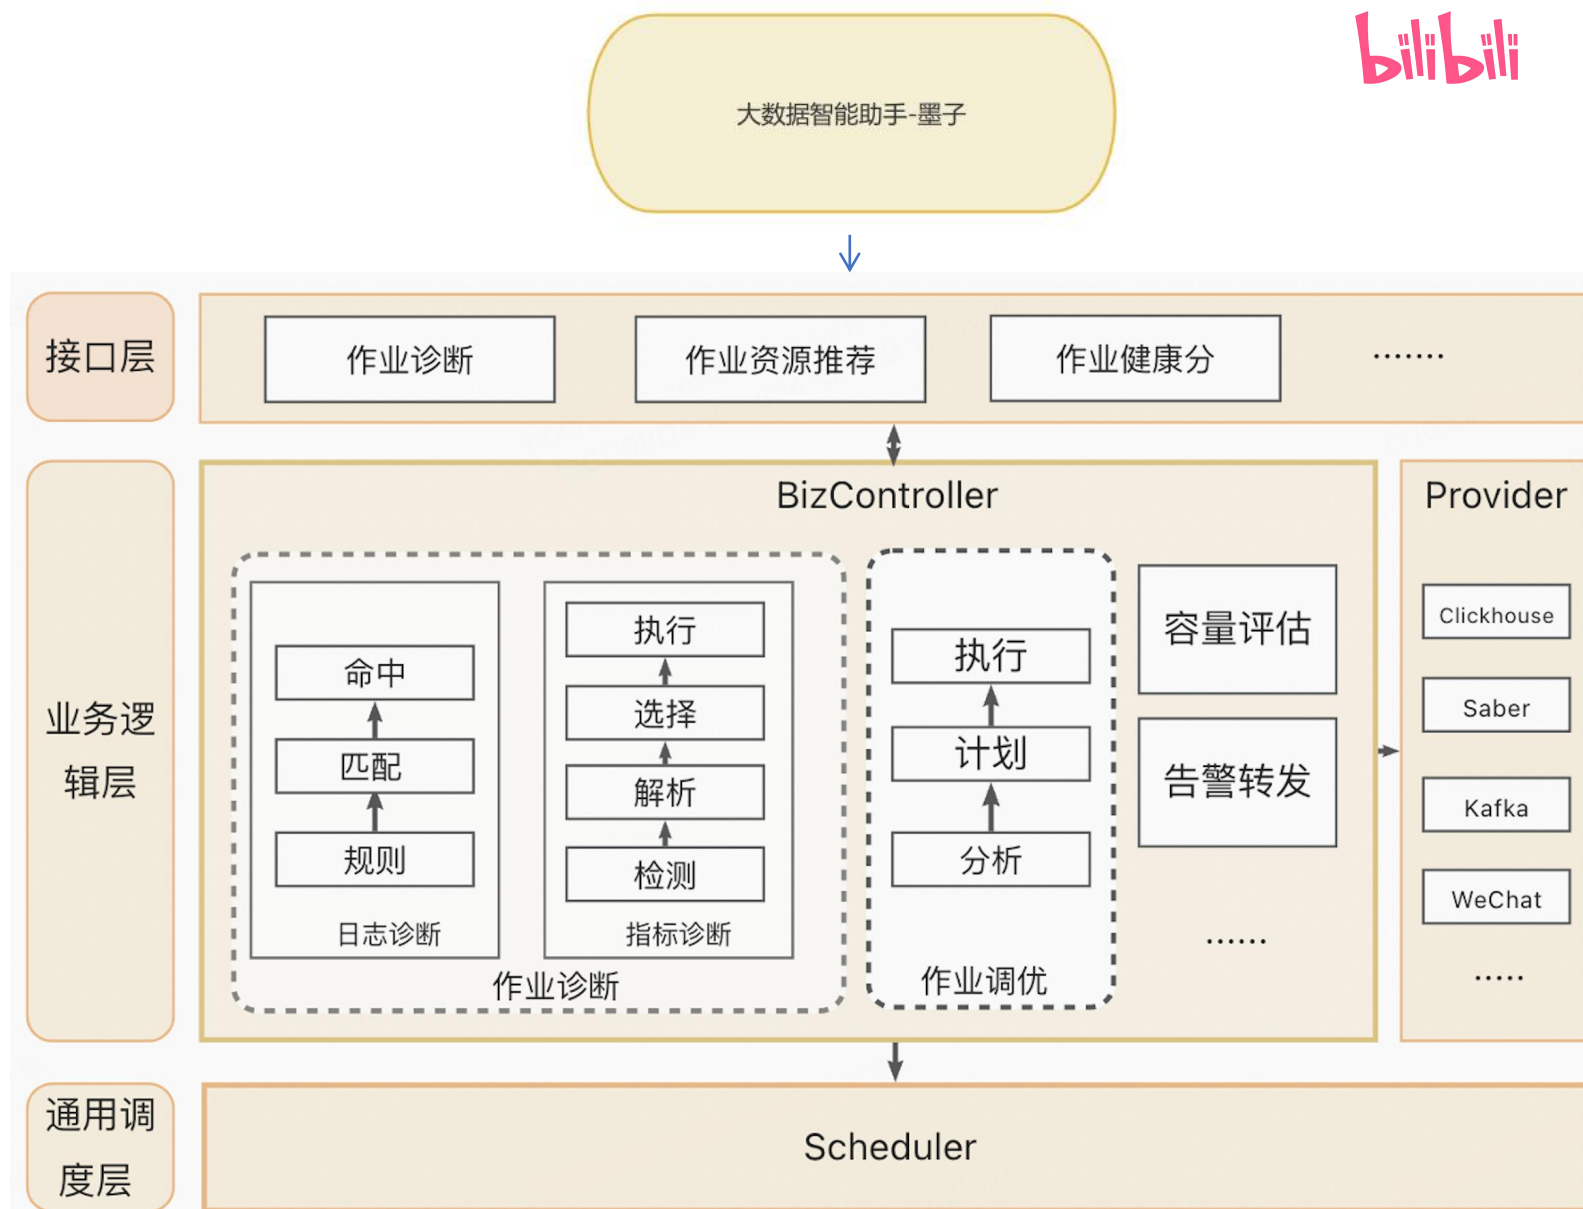 bilibili
大数据智能助手-墨子
接口层
作业诊断
作业资源推荐
作业健康分
·······
业务逻
辑层
BizController
命中
匹配
规则
日志诊断
执行
选择
解析
检测
指标诊断
作业诊断
执行
计划
分析
作业调优
容量评估
告警转发
······
Provider
Clickhouse
Saber
Kafka
WeChat
·····
通用调
度层
Scheduler